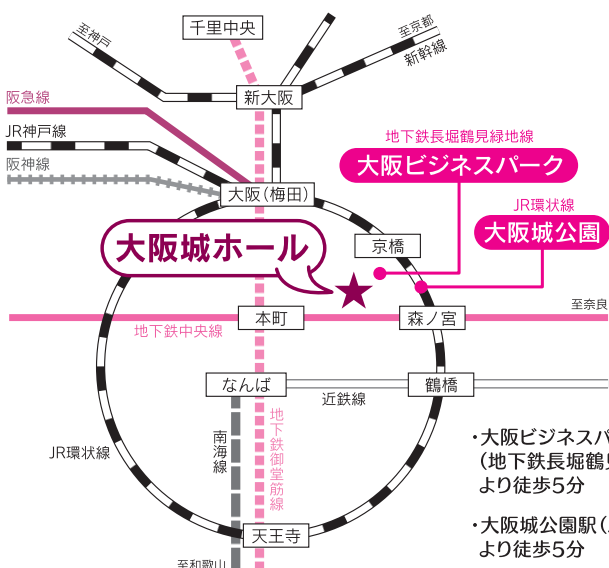 千里中央
至神戸
至京都
新幹線
新大阪
阪急線
JR神戸線
阪神線
地下鉄長堀鶴見緑地線
大阪ビジネスパーク
大阪(梅田)
JR環状線
大阪城公園
京橋
大阪城ホール
至奈良
本町
森ノ宮
地下鉄中央線
なんば
鶴橋
近鉄線
地下鉄御堂筋線
南海線
JR環状線
天王寺
至和歌山
・大阪ビジネスパ
(地下鉄長堀鶴見
より徒歩5分
・大阪城公園駅(
より徒歩5分